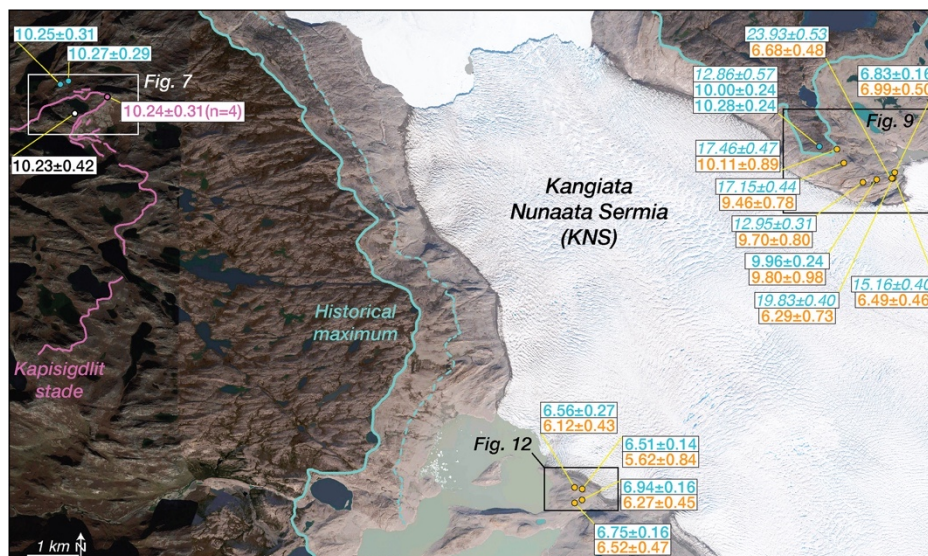 10.25±0.31
10.27±0.29
Fig. 7
10.24±0.31(n=4)
10.23±0.42
Kapisigdlit
stade
Historical
maximum
Kangiata
Nunaata Sermia
(KNS)
23.93±0.53
6.68±0.48
12.86±0.57
10.00±0.24
10.28±0.24
6.83±0.16
6.99±0.50
Fig. 9
17.46±0.47
10.11±0.89
17.15±0.44
9.46±0.78
12.95±0.31
9.70±0.80
9.96±0.24
9.80±0.98
15.16±0.40
6.49±0.46
19.83±0.40
6.29±0.73
6.56±0.27
6.12±0.43
Fig. 12
6.51±0.14
5.62±0.84
6.94±0.16
6.27±0.45
6.75±0.16
6.52±0.47
1 km N